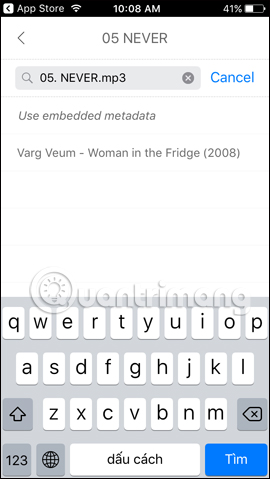 App Store 10:08 AM 41%
05 NEVER
05. NEVER.mp3 Cancel
Use embedded metadata
Varg Veum - Woman in the Fridge (2008)
Quantrimang
q w e r t y u i o p
a s d f g h j k l
z x c v b n m
123 dấu cách Tìm